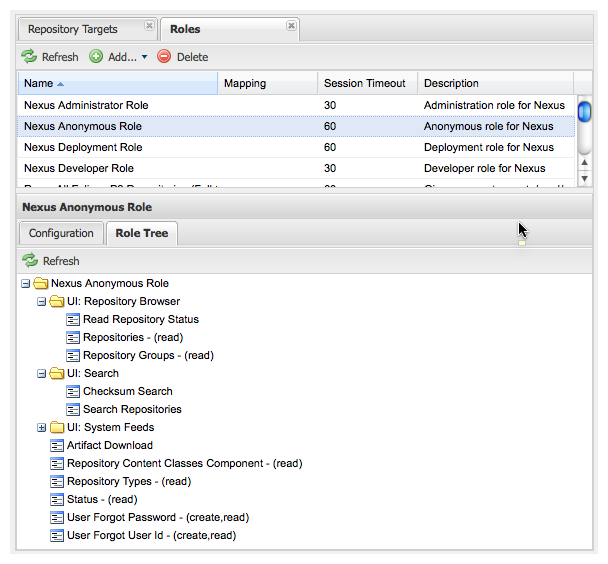 Repository Targets Roles
Refresh Add... Delete
Name Mapping Session Timeout Description
Nexus Administrator Role 30 Administration role for Nexus
Nexus Anonymous Role 60 Anonymous role for Nexus
Nexus Deployment Role 60 Deployment role for Nexus
Nexus Developer Role 30 Developer role for Nexus
Nexus Anonymous Role
Configuration Role Tree
Refresh
Nexus Anonymous Role
UI: Repository Browser
Read Repository Status
Repositories - (read)
Repository Groups - (read)
UI: Search
Checksum Search
Search Repositories
UI: System Feeds
Artifact Download
Repository Content Classes Component - (read)
Repository Types - (read)
Status - (read)
User Forgot Password - (create,read)
User Forgot User Id - (create,read)